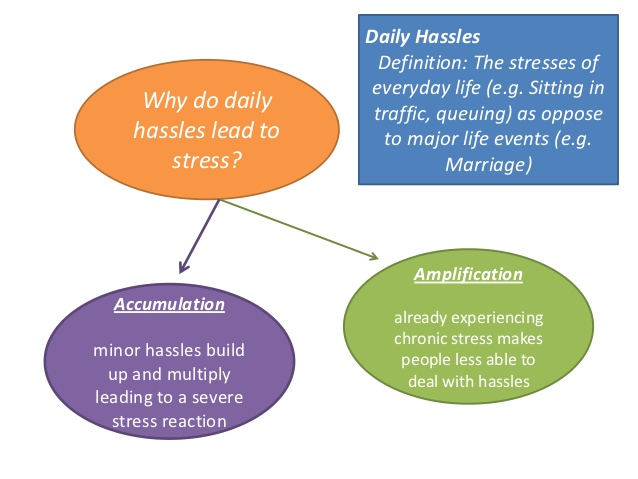 Daily Hassles
Definition: The stresses of
everyday life (e.g. Sitting in
traffic, queuing) as oppose
to major life events (e.g.
Marriage)
Why do daily
hassles lead to
stress?
Accumulation
minor hassles build
up and multiply
leading to a severe
stress reaction
Amplification
already experiencing
chronic stress makes
people less able to
deal with hassles